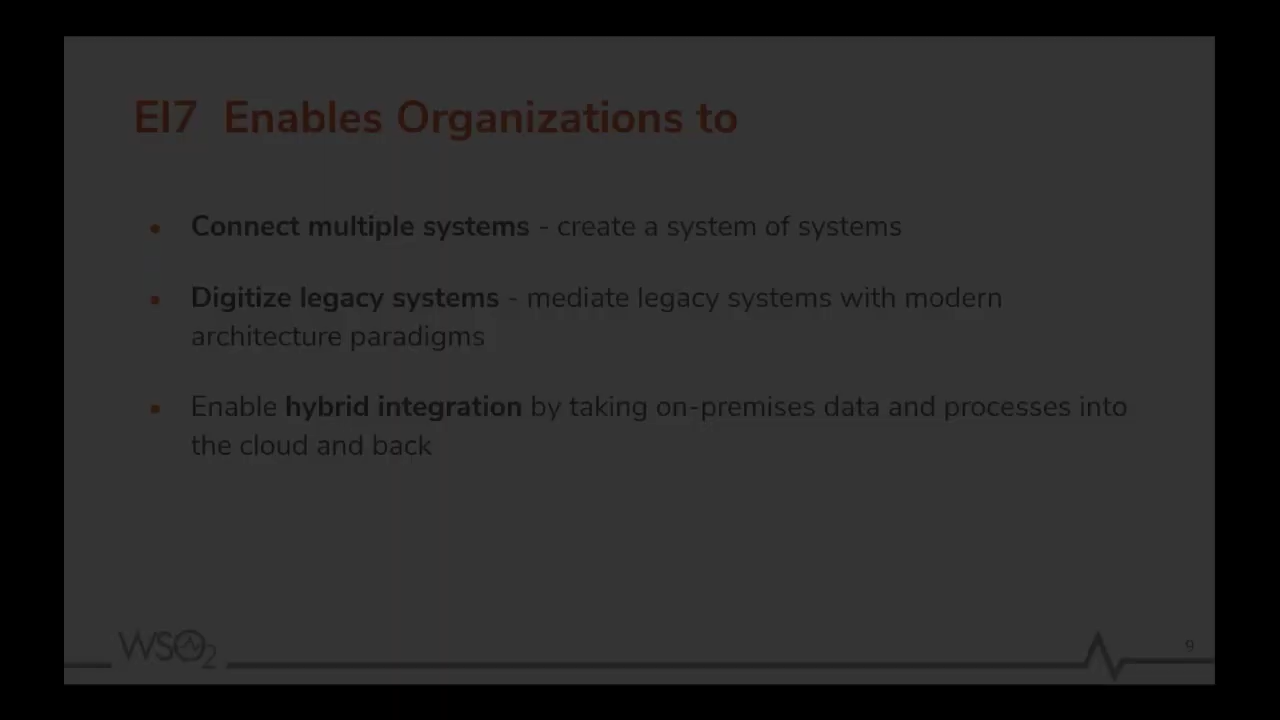 EI7 Enables Organizations to
Connect multiple systems - create a system of systems
Digitize legacy systems - mediate legacy systems with modern
architecture paradigms
Enable hybrid integration by taking on-premises data and processes into
the cloud and back
WSO2
9